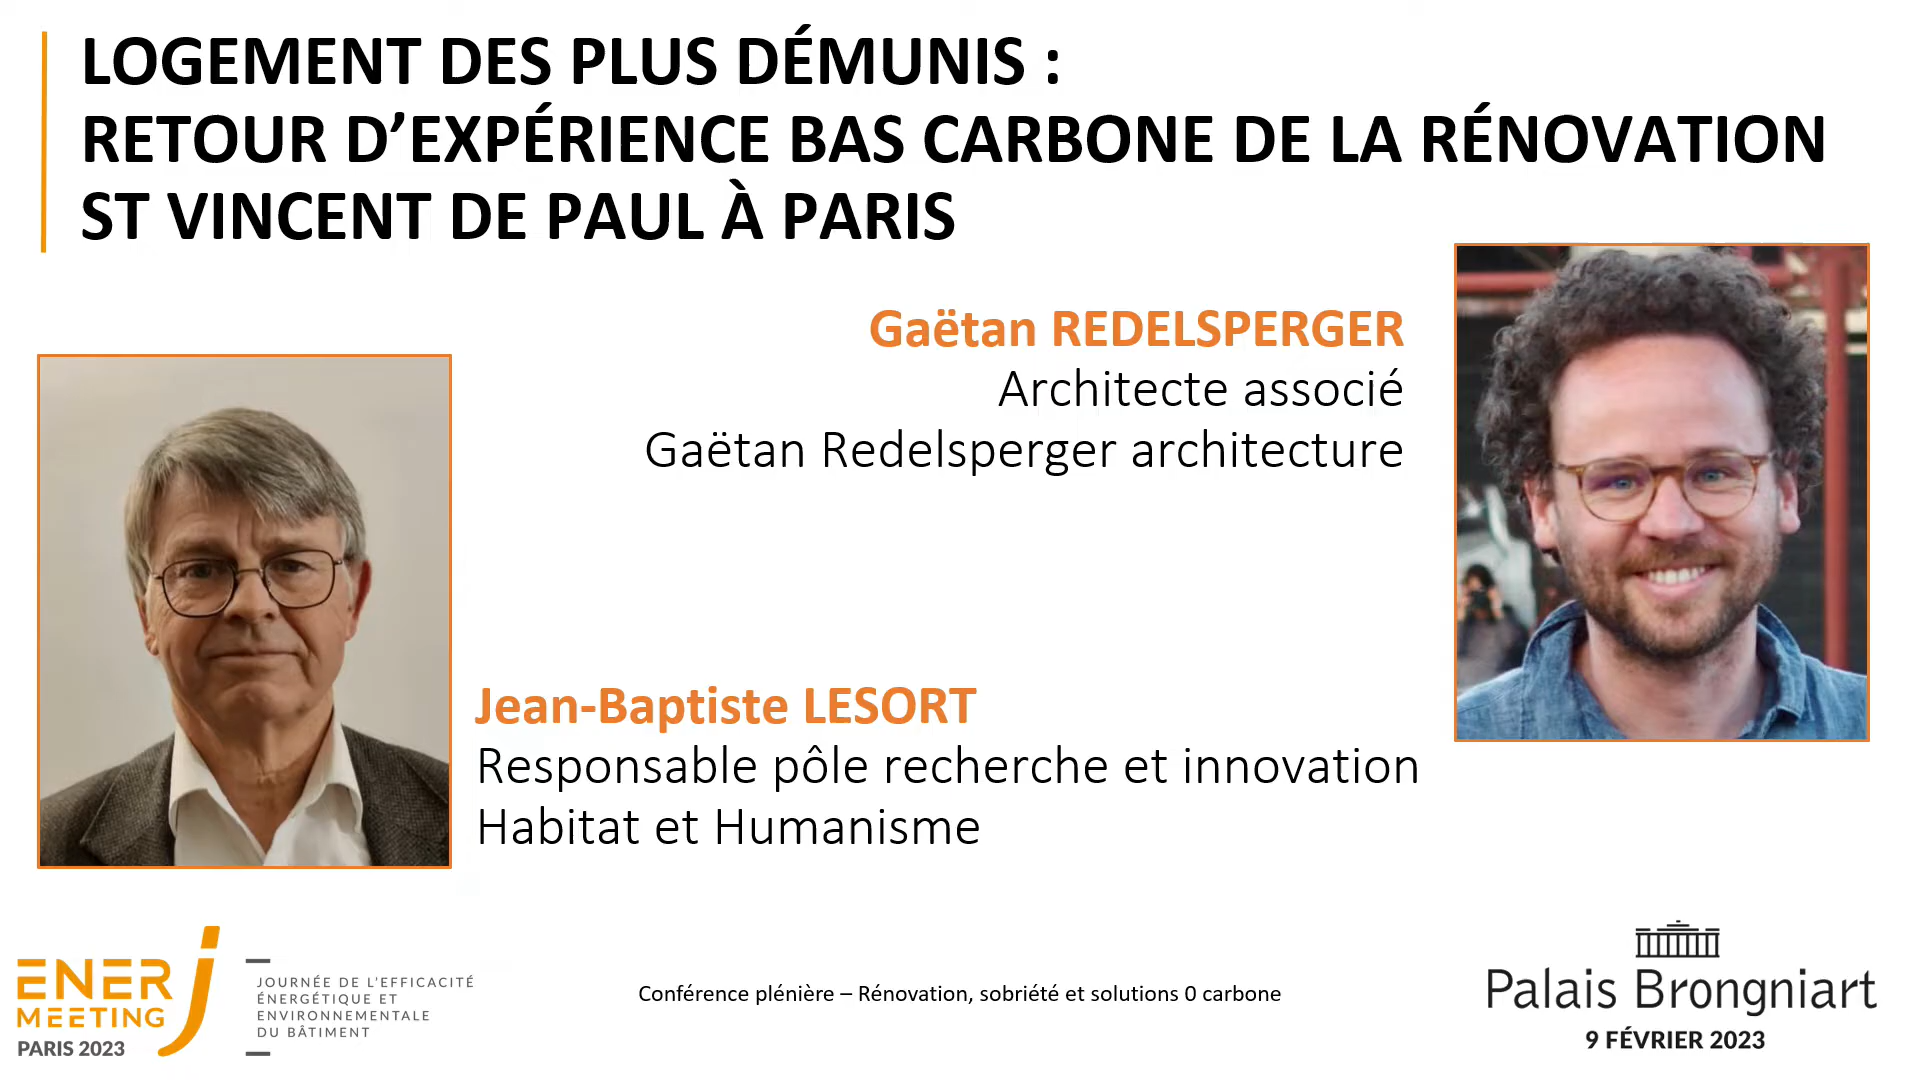 LOGEMENT DES PLUS DÉMUNIS :
RETOUR D’EXPÉRIENCE BAS CARBONE DE LA RÉNOVATION
ST VINCENT DE PAUL À PARIS
Gaëtan REDELSPERGER
Architecte associé
Gaëtan Redelsperger architecture
Jean-Baptiste LESORT
Responsable pôle recherche et innovation
Habitat et Humanisme
ENER J
MEETING
PARIS 2023
JOURNÉE DE L’EFFICACITÉ
ÉNERGÉTIQUE ET
ENVIRONNEMENTALE
DU BÂTIMENT
Conférence plénière – Rénovation, sobriété et solutions 0 carbone
Palais Brongniart
9 FÉVRIER 2023